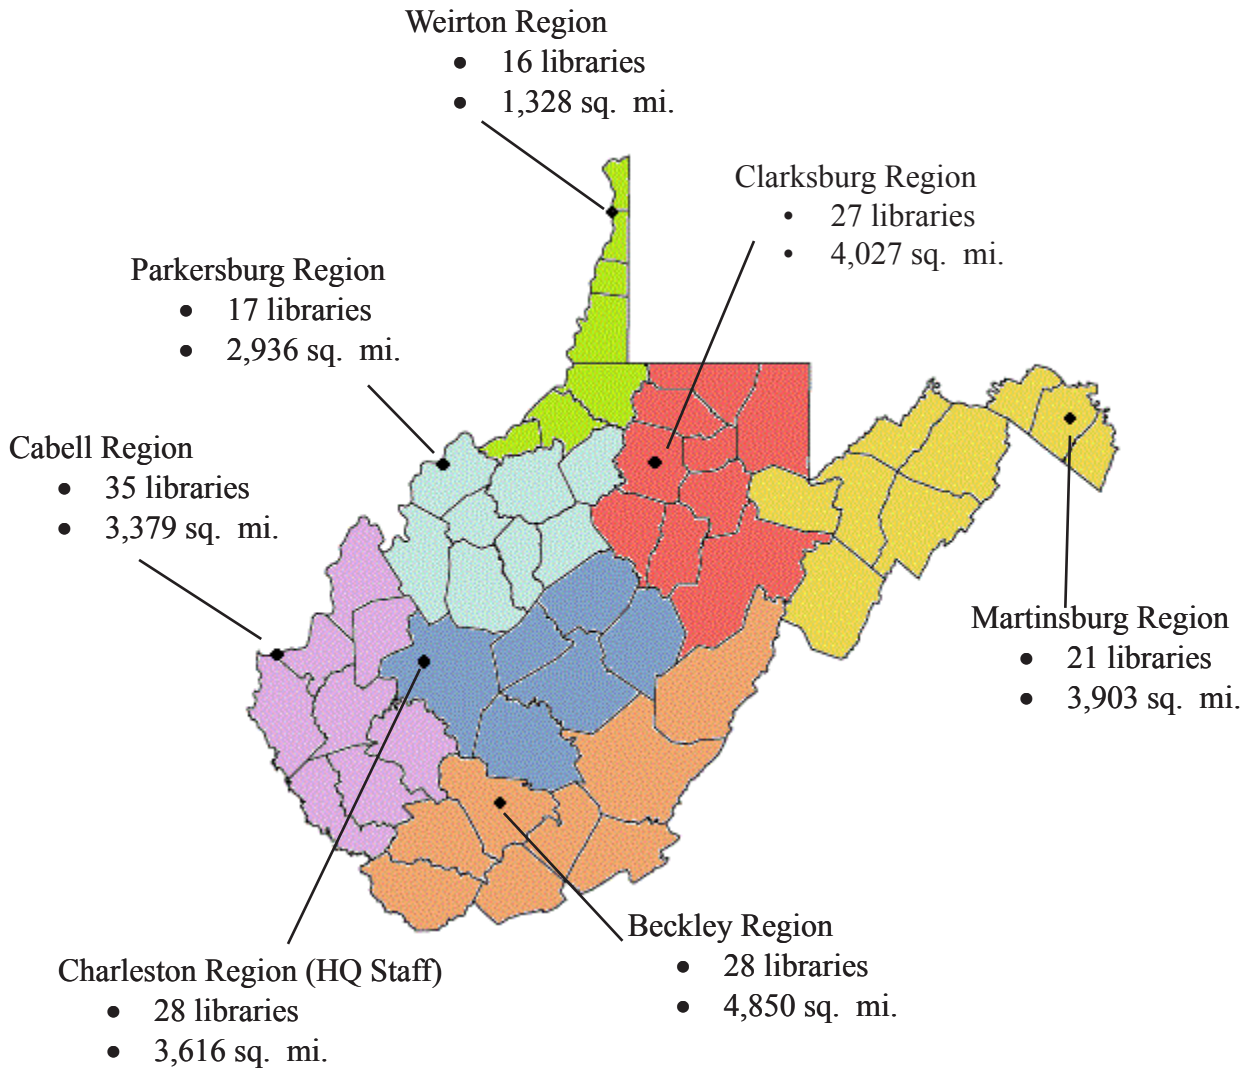 Weirton Region
• 16 libraries
• 1,328 sq. mi.
Clarksburg Region
• 27 libraries
• 4,027 sq. mi.
Parkersburg Region
• 17 libraries
• 2,936 sq. mi.
Cabell Region
• 35 libraries
• 3,379 sq. mi.
Martinsburg Region
• 21 libraries
• 3,903 sq. mi.
Beckley Region
• 28 libraries
• 4,850 sq. mi.
Charleston Region (HQ Staff)
• 28 libraries
• 3,616 sq. mi.